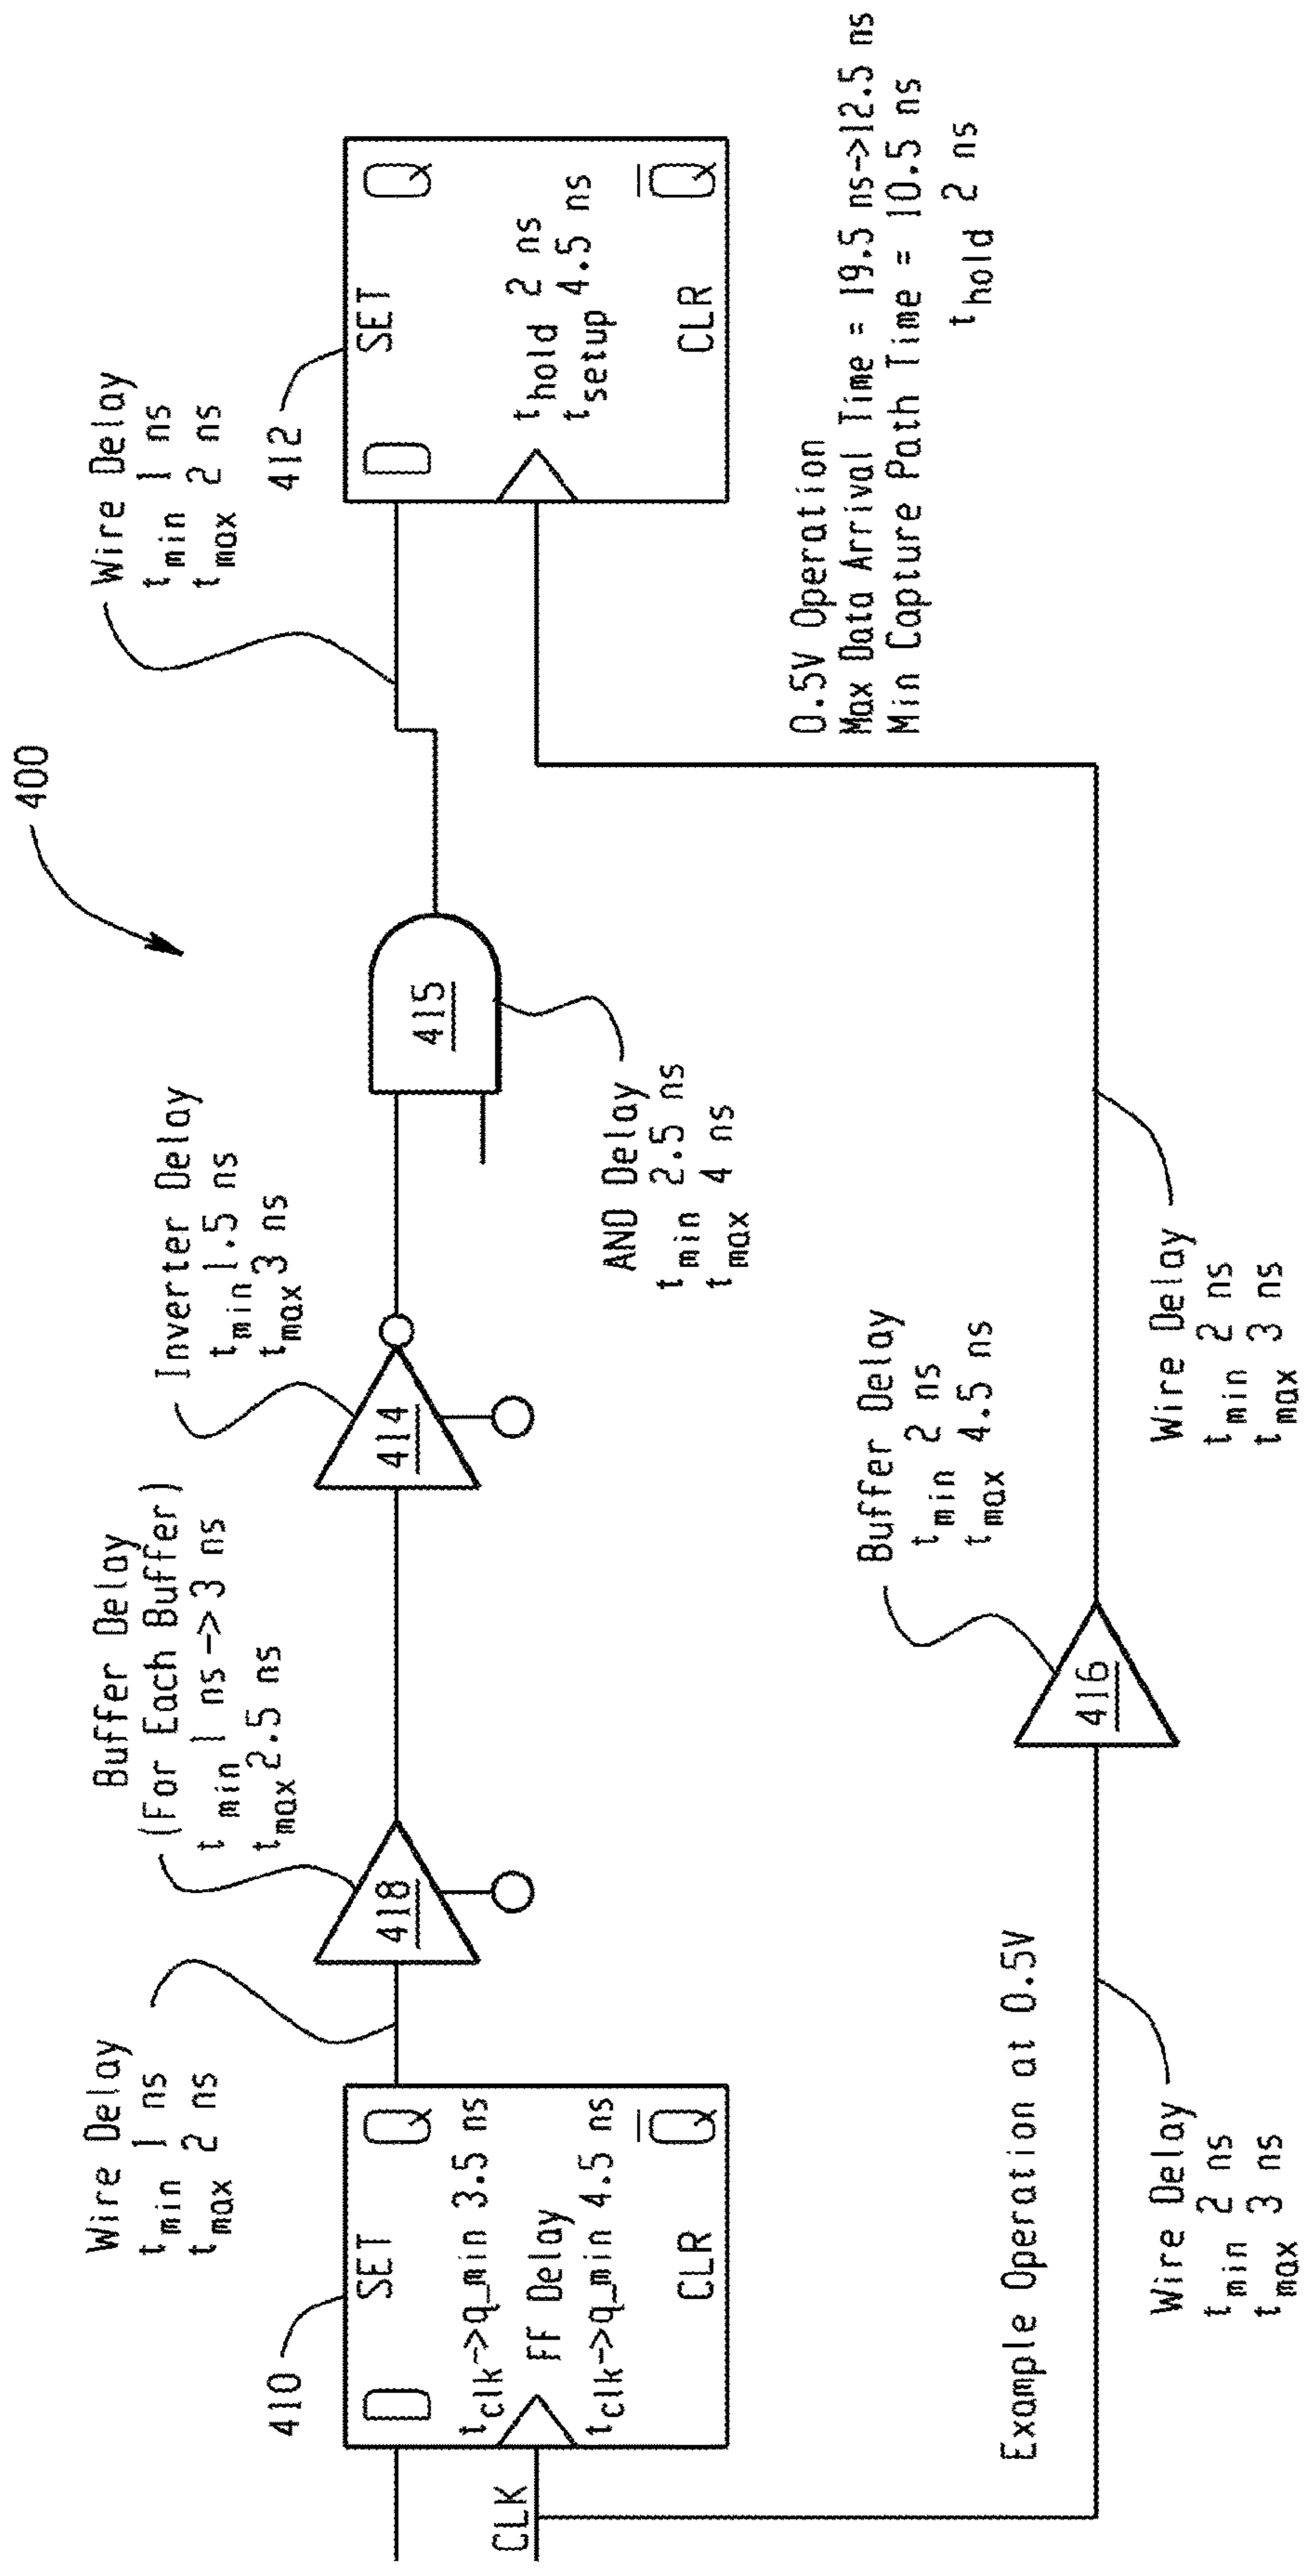 400
Wire Delay
t min 1 ns
t max 2 ns
Buffer Delay
(For Each Buffer)
t min 1 ns->3 ns
t max 2.5 ns
Inverter Delay
t min 1.5 ns
t max 3 ns
Wire Delay
t min 1 ns
t max 2 ns
410
SET
D
Q
t clk->q_min 3.5 ns
FF Delay
t clk->q_min 4.5 ns
CLR
Q
CLK
418
414
415
AND Delay
t min 2.5 ns
t max 4 ns
412
SET
D
Q
t hold 2 ns
t setup 4.5 ns
CLR
Q
0.5V Operation
Max Data Arrival Time = 19.5 ns->12.5 ns
Min Capture Path Time = 10.5 ns
t hold 2 ns
Buffer Delay
t min 2 ns
t max 4.5 ns
Example Operation at 0.5V
416
Wire Delay
t min 2 ns
t max 3 ns
Wire Delay
t min 2 ns
t max 3 ns